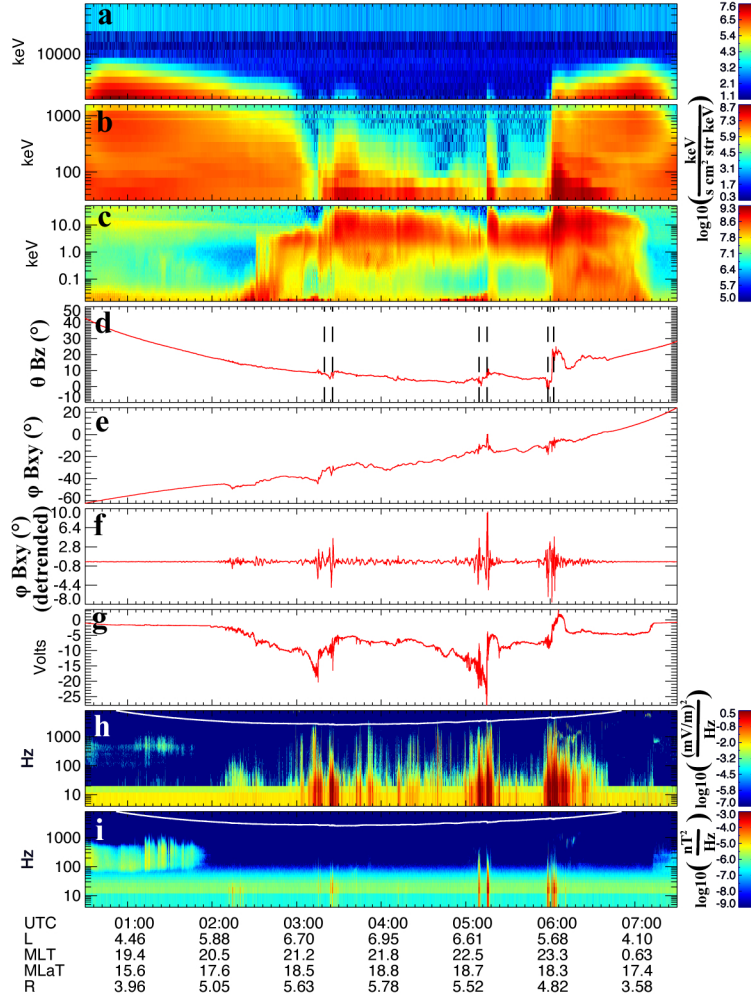 a
keV
10000
7.6
6.5
5.4
4.3
3.2
2.1
1.1
b
keV
1000
100
8.7
7.3
5.9
4.5
3.1
1.7
0.3
log10(keV / s cm² str keV)
c
keV
10.0
1.0
0.1
9.3
8.6
7.9
7.1
6.4
5.7
5.0
d
θ Bz (°)
50
40
30
20
10
0
-10
e
φ Bxy (°)
20
0
-20
-40
-60
f
φ Bxy (°)
(detrended)
10.0
6.4
2.8
-0.8
-4.4
-8.0
g
Volts
0
-5
-10
-15
-20
-25
h
Hz
1000
100
10
0.5
-0.7
-2.0
-3.2
-4.5
-5.7
-7.0
log10((mV/m)² / Hz)
i
Hz
1000
100
10
-3.0
-4.0
-5.0
-6.0
-7.0
-8.0
-9.0
log10(nT² / Hz)
UTC 01:00 02:00 03:00 04:00 05:00 06:00 07:00
L 4.46 5.88 6.70 6.95 6.61 5.68 4.10
MLT 19.4 20.5 21.2 21.8 22.5 23.3 0.63
MLaT 15.6 17.6 18.5 18.8 18.7 18.3 17.4
R 3.96 5.05 5.63 5.78 5.52 4.82 3.58